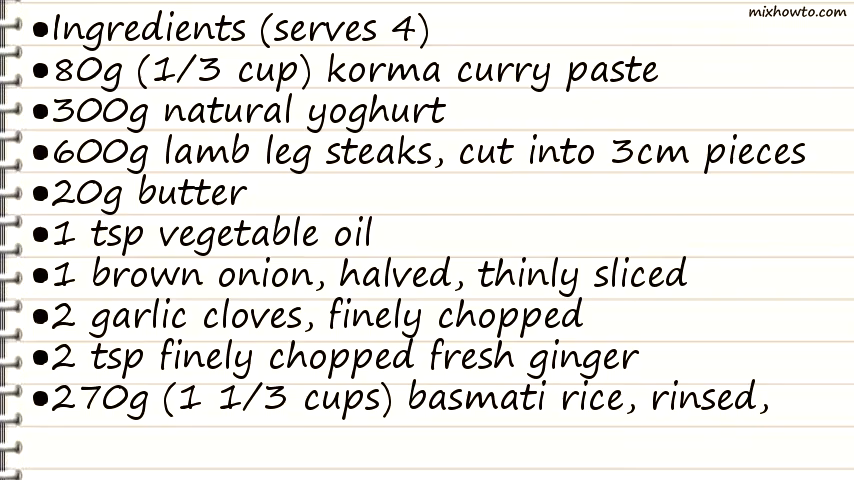 mixhowto.com
•Ingredients (serves 4)
•80g (1/3 cup) korma curry paste
•300g natural yoghurt
•600g lamb leg steaks, cut into 3cm pieces
•20g butter
•1 tsp vegetable oil
•1 brown onion, halved, thinly sliced
•2 garlic cloves, finely chopped
•2 tsp finely chopped fresh ginger
•270g (1 1/3 cups) basmati rice, rinsed,